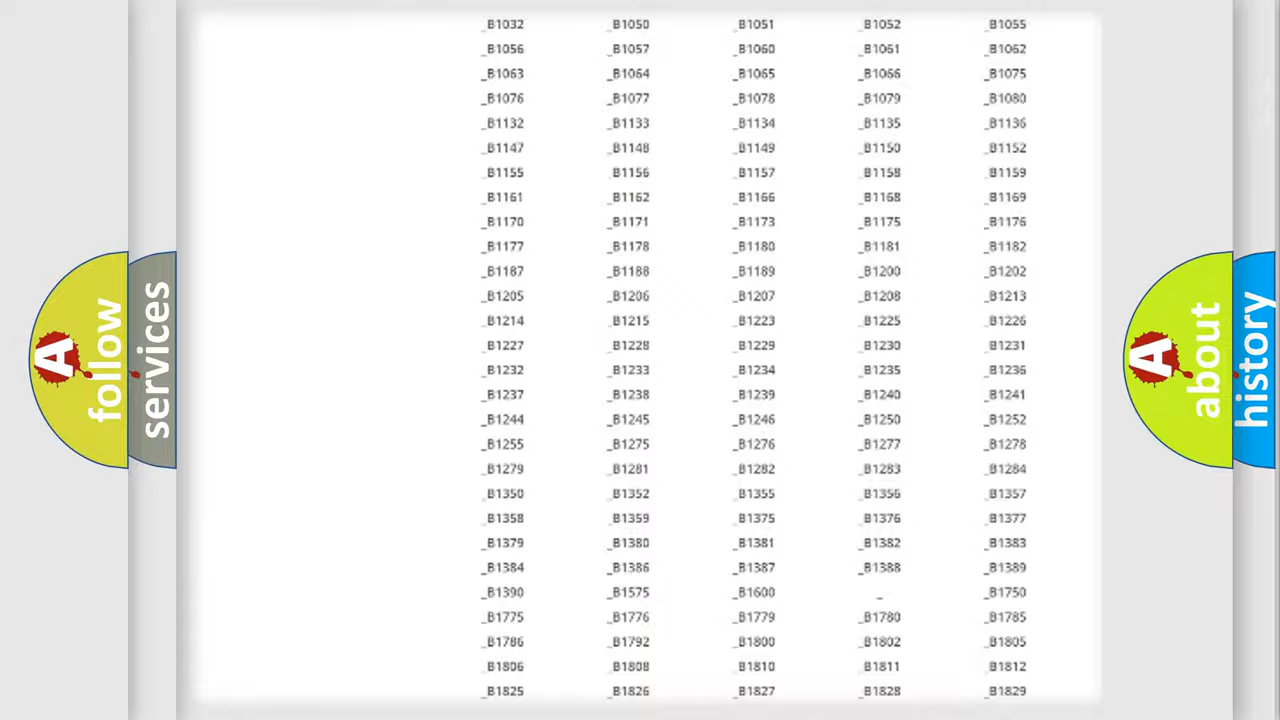 _B1032 _B1050 _B1051 _B1052 _B1055
_B1056 _B1057 _B1060 _B1061 _B1062
_B1063 _B1064 _B1065 _B1066 _B1075
_B1076 _B1077 _B1078 _B1079 _B1080
_B1132 _B1133 _B1134 _B1135 _B1136
_B1147 _B1148 _B1149 _B1150 _B1152
_B1155 _B1156 _B1157 _B1158 _B1159
_B1161 _B1162 _B1166 _B1168 _B1169
_B1170 _B1171 _B1173 _B1175 _B1176
_B1177 _B1178 _B1180 _B1181 _B1182
_B1187 _B1188 _B1189 _B1200 _B1202
_B1205 _B1206 _B1207 _B1208 _B1213
_B1214 _B1215 _B1223 _B1225 _B1226
_B1227 _B1228 _B1229 _B1230 _B1231
_B1232 _B1233 _B1234 _B1235 _B1236
_B1237 _B1238 _B1239 _B1240 _B1241
_B1244 _B1245 _B1246 _B1250 _B1252
_B1255 _B1275 _B1276 _B1277 _B1278
_B1279 _B1281 _B1282 _B1283 _B1284
_B1350 _B1352 _B1355 _B1356 _B1357
_B1358 _B1359 _B1375 _B1376 _B1377
_B1379 _B1380 _B1381 _B1382 _B1383
_B1384 _B1386 _B1387 _B1388 _B1389
_B1390 _B1575 _B1600 _ _B1750
_B1775 _B1776 _B1779 _B1780 _B1785
_B1786 _B1792 _B1800 _B1802 _B1805
_B1806 _B1808 _B1810 _B1811 _B1812
_B1825 _B1826 _B1827 _B1828 _B1829
A follow
services
A about
history